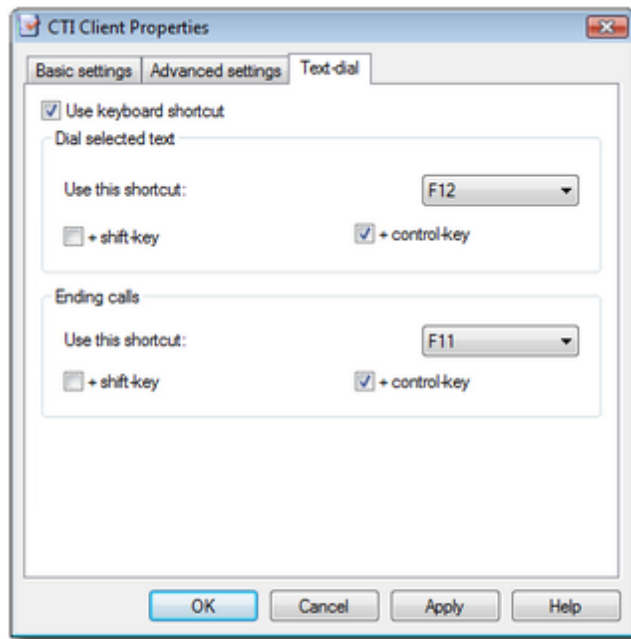 CTI Client Properties
Basic settings Advanced settings Text-dial
Use keyboard shortcut
Dial selected text
Use this shortcut: F12
+ shift-key + control-key
Ending calls
Use this shortcut: F11
+ shift-key + control-key
OK Cancel Apply Help